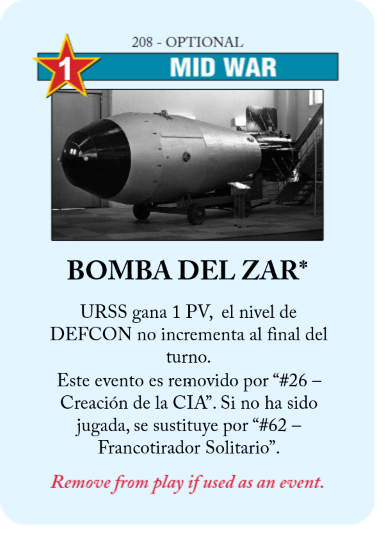 208 - OPTIONAL
1
MID WAR
BOMBA DEL ZAR*
URSS gana 1 PV, el nivel de
DEFCON no incrementa al final del
turno.
Este evento es removido por “#26 –
Creación de la CIA”. Si no ha sido
jugada, se sustituye por “#62 –
Francotirador Solitario”.
Remove from play if used as an event.